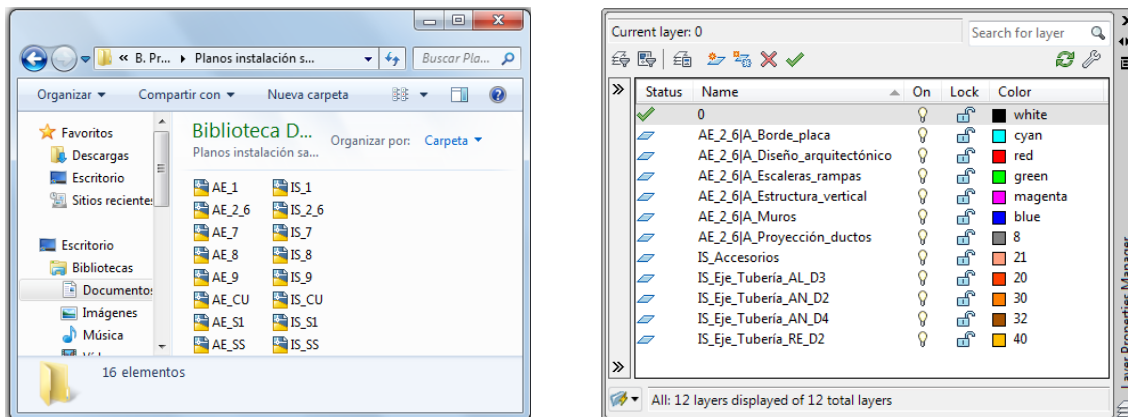 « B. Pr... ▸ Planos instalación s...
Buscar Pla...
Organizar
Compartir con
Nueva carpeta
Favoritos
Descargas
Escritorio
Sitios recientes
Escritorio
Bibliotecas
Documentos
Imágenes
Música
Biblioteca D...
Planos instalación sa...
Organizar por: Carpeta
AE_1 IS_1
AE_2_6 IS_2_6
AE_7 IS_7
AE_8 IS_8
AE_9 IS_9
AE_CU IS_CU
AE_S1 IS_S1
AE_SS IS_SS
16 elementos
Current layer: 0
Search for layer
Status Name On Lock Color
0 white
AE_2_6|A_Borde_placa cyan
AE_2_6|A_Diseño_arquitectónico red
AE_2_6|A_Escaleras_rampas green
AE_2_6|A_Estructura_vertical magenta
AE_2_6|A_Muros blue
AE_2_6|A_Proyección_ductos 8
IS_Accesorios 21
IS_Eje_Tubería_AL_D3 20
IS_Eje_Tubería_AN_D2 30
IS_Eje_Tubería_AN_D4 32
IS_Eje_Tubería_RE_D2 40
All: 12 layers displayed of 12 total layers
Layer Properties Manager